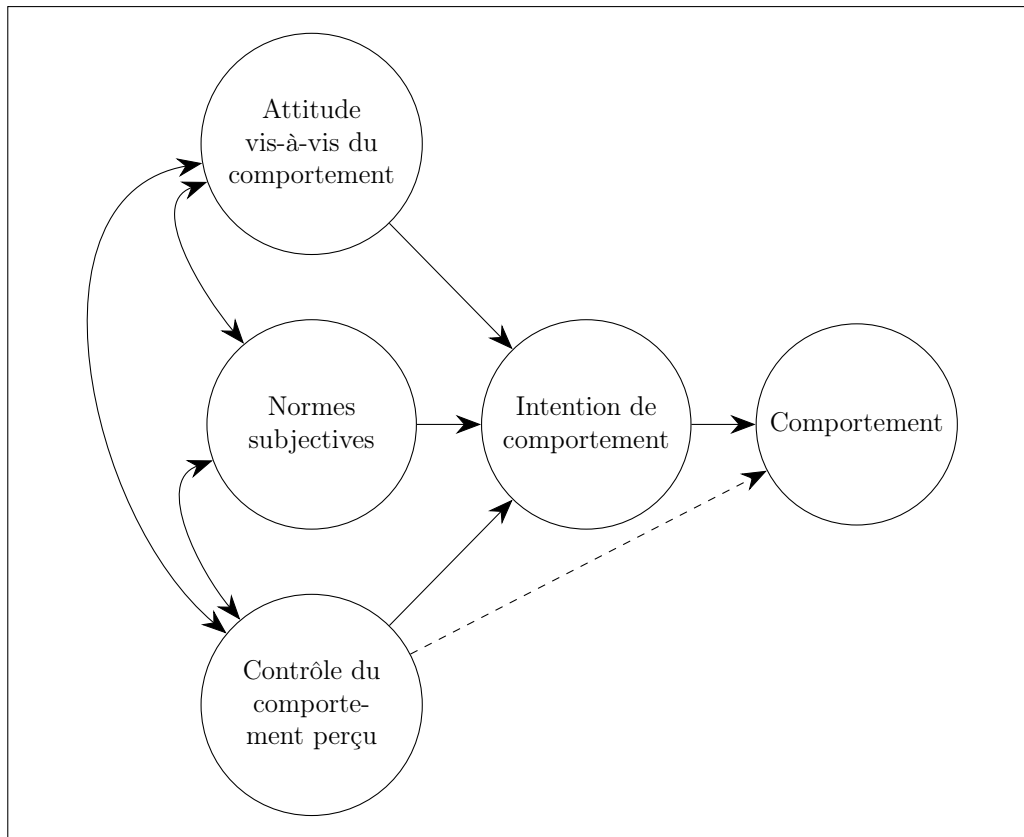 Attitude
vis-à-vis du
comportement
Normes
subjectives
Intention de
comportement
Comportement
Contrôle du
comporte-
ment perçu